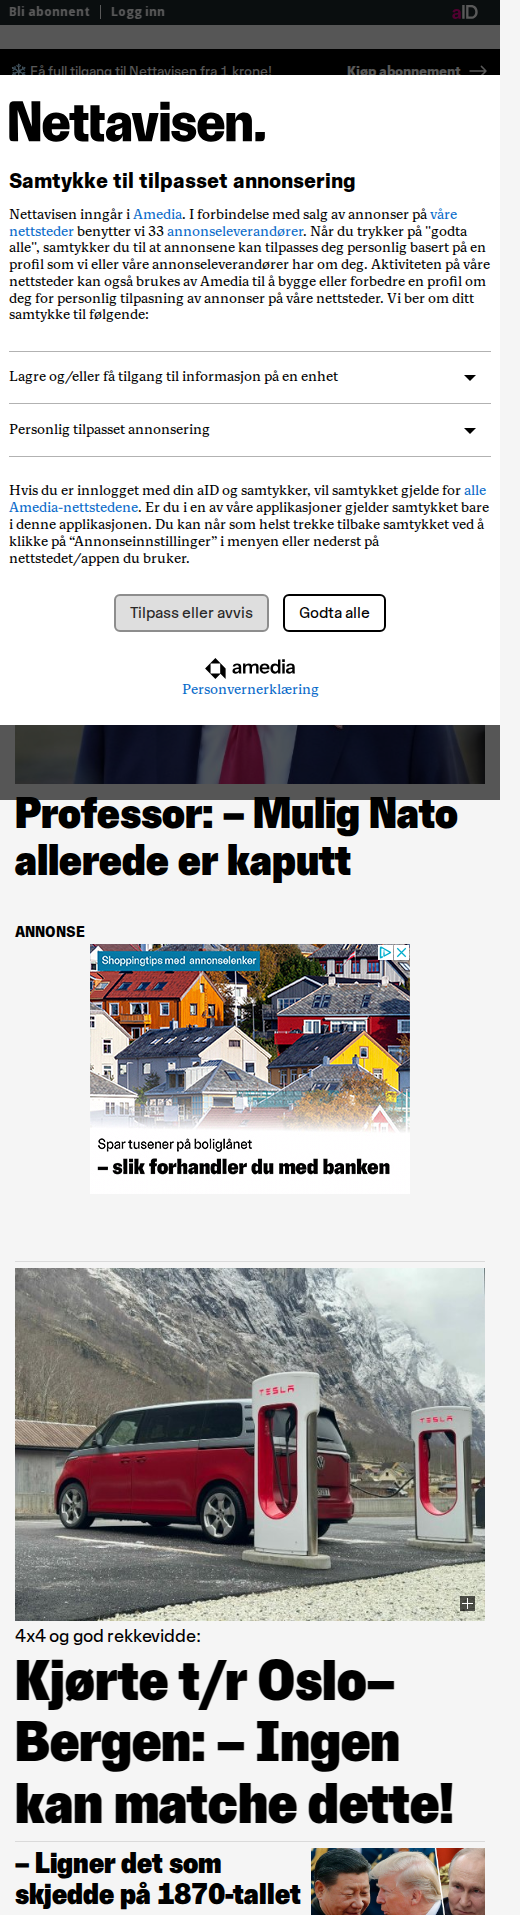 Bli abonnent | Logg inn
aID
Få full tilgang til Nettavisen fra 1 krone!
Kjøp abonnement
Nettavisen.
Samtykke til tilpasset annonsering
Nettavisen inngår i Amedia. I forbindelse med salg av annonser på våre
nettsteder benytter vi 33 annonseleverandører. Når du trykker på "godta
alle", samtykker du til at annonsene kan tilpasses deg personlig basert på en
profil som vi eller våre annonseleverandører har om deg. Aktiviteten på våre
nettsteder kan også brukes av Amedia til å bygge eller forbedre en profil om
deg for personlig tilpasning av annonser på våre nettsteder. Vi ber om ditt
samtykke til følgende:
Lagre og/eller få tilgang til informasjon på en enhet
Personlig tilpasset annonsering
Hvis du er innlogget med din aID og samtykker, vil samtykket gjelde for alle
Amedia-nettstedene. Er du i en av våre applikasjoner gjelder samtykket bare
i denne applikasjonen. Du kan når som helst trekke tilbake samtykket ved å
klikke på “Annonseinnstillinger” i menyen eller nederst på
nettstedet/appen du bruker.
Tilpass eller avvis
Godta alle
amedia
Personvernerklæring
Professor: – Mulig Nato
allerede er kaputt
ANNONSE
Shoppingtips med annonselenker
Spar tusener på boliglånet
– slik forhandler du med banken
TESLA
TESLA
4x4 og god rekkevidde:
Kjørte t/r Oslo–
Bergen: – Ingen
kan matche dette!
– Ligner det som
skjedde på 1870-tallet